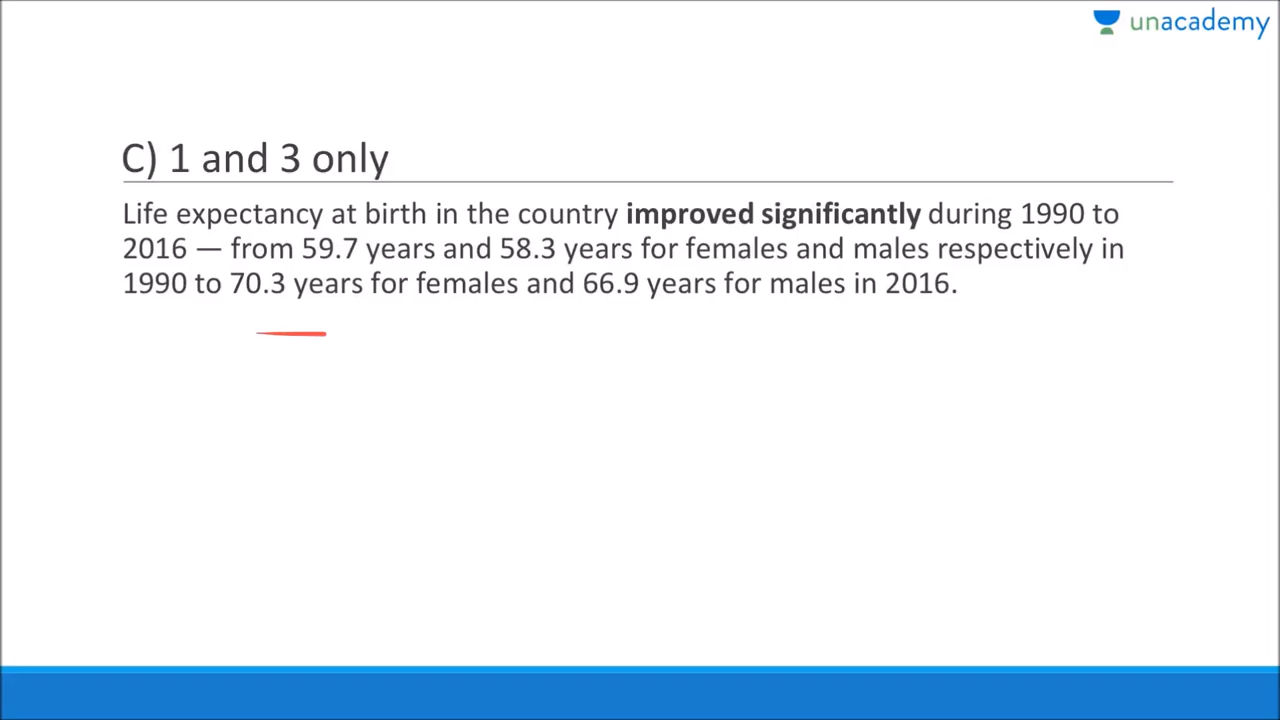 unacademy
C) 1 and 3 only
Life expectancy at birth in the country improved significantly during 1990 to
2016 — from 59.7 years and 58.3 years for females and males respectively in
1990 to 70.3 years for females and 66.9 years for males in 2016.